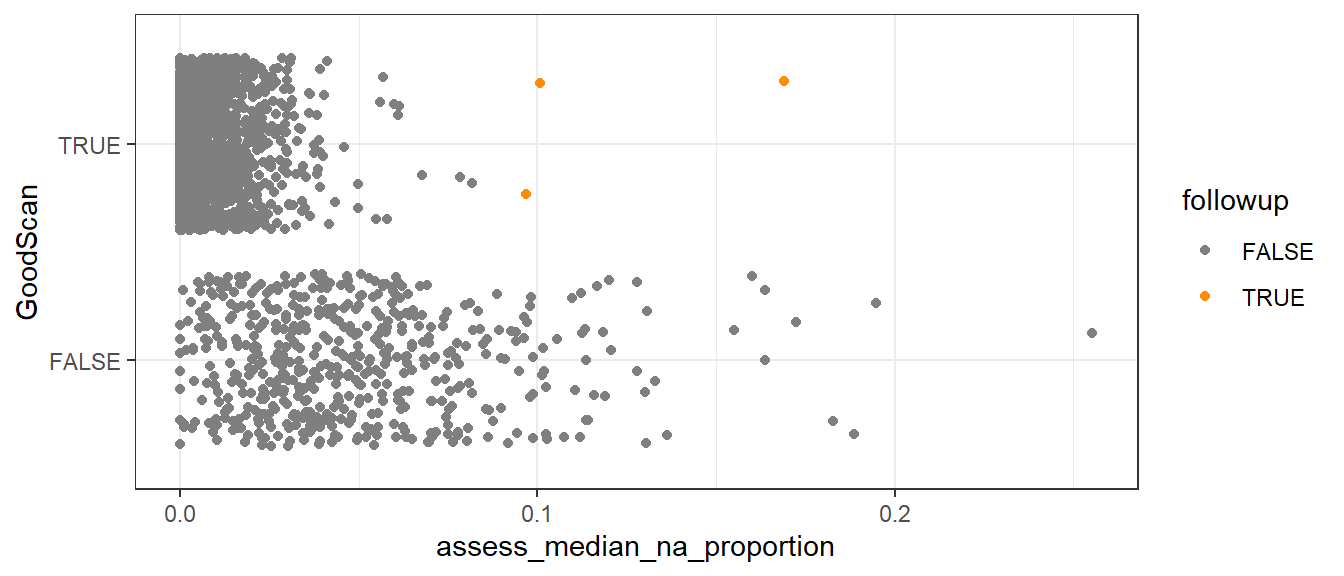 GoodScan
TRUE
FALSE
0.0
0.1
0.2
assess_median_na_proportion
followup
FALSE
TRUE